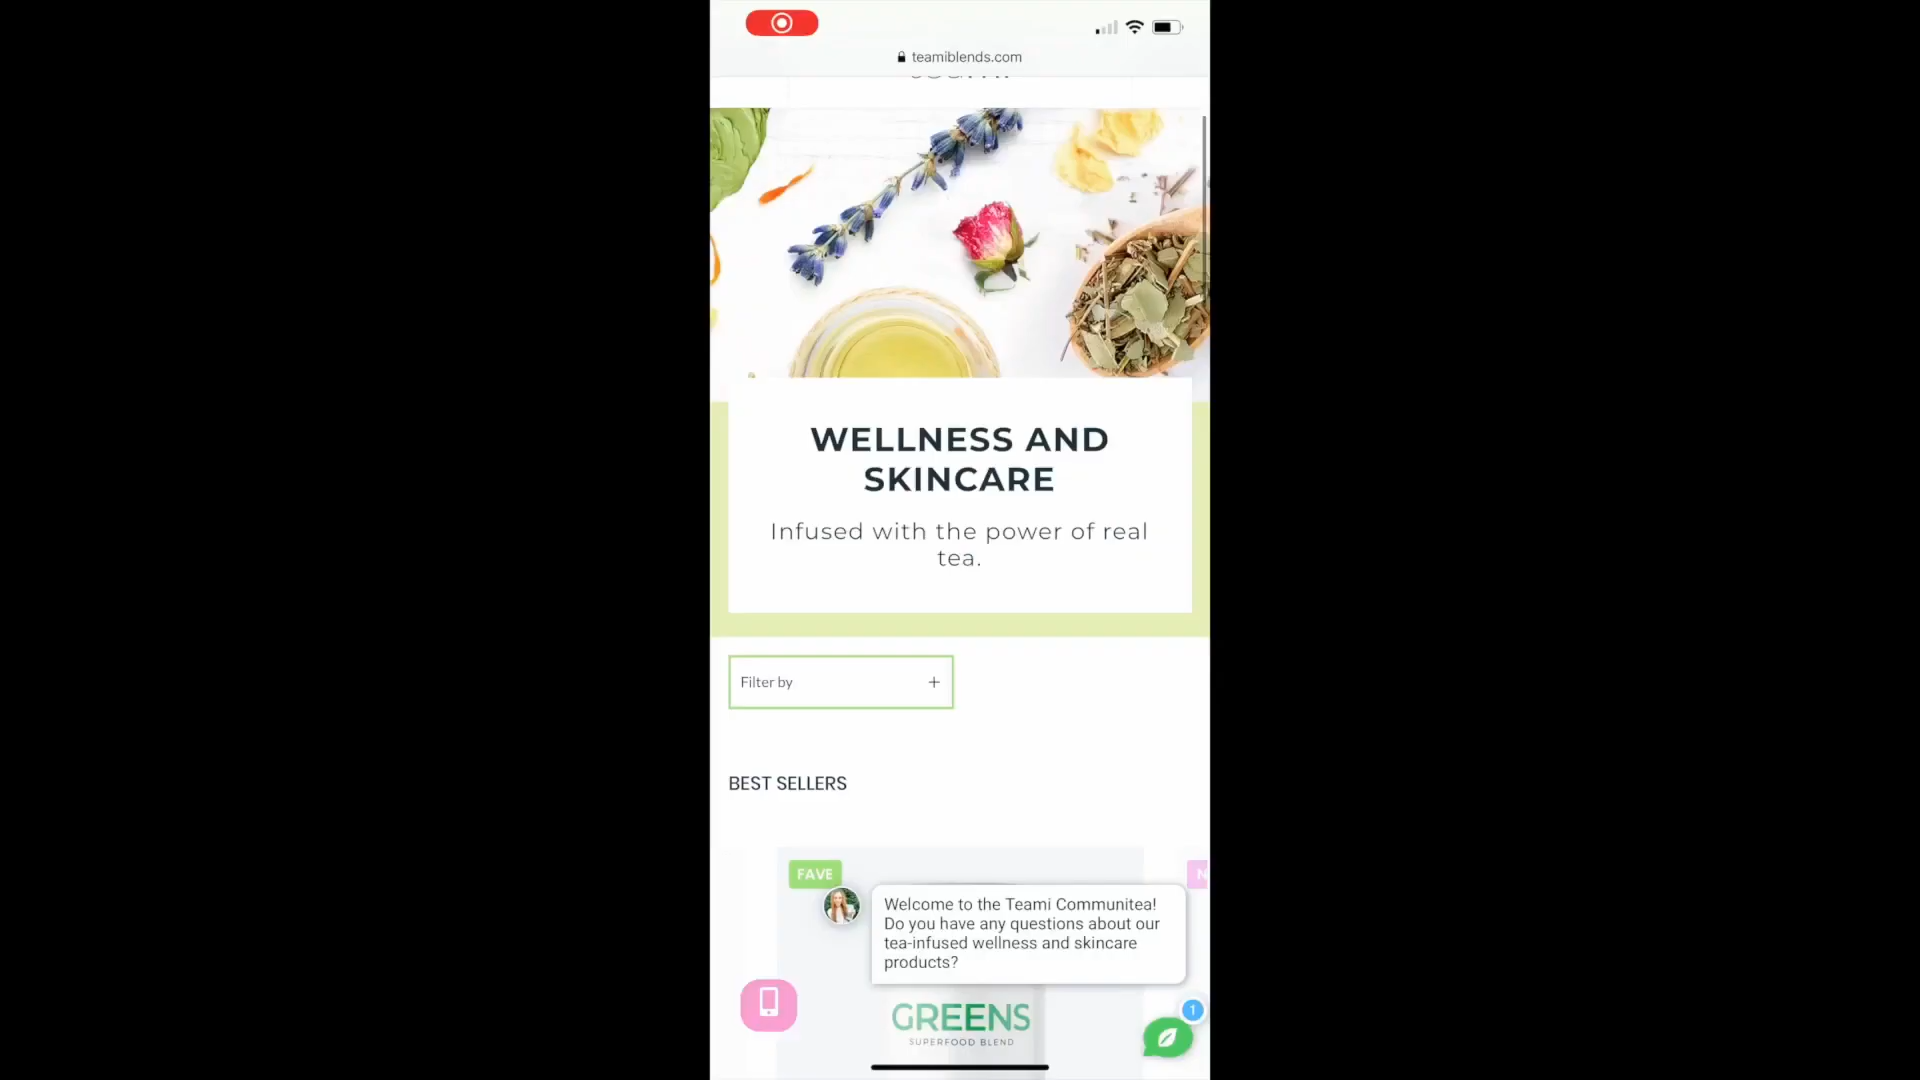 teamiblends.com
WELLNESS AND
SKINCARE
Infused with the power of real
tea.
Filter by +
BEST SELLERS
FAVE
N
Welcome to the Teami Communitea!
Do you have any questions about our
tea-infused wellness and skincare
products?
GREENS
SUPERFOOD BLEND
1